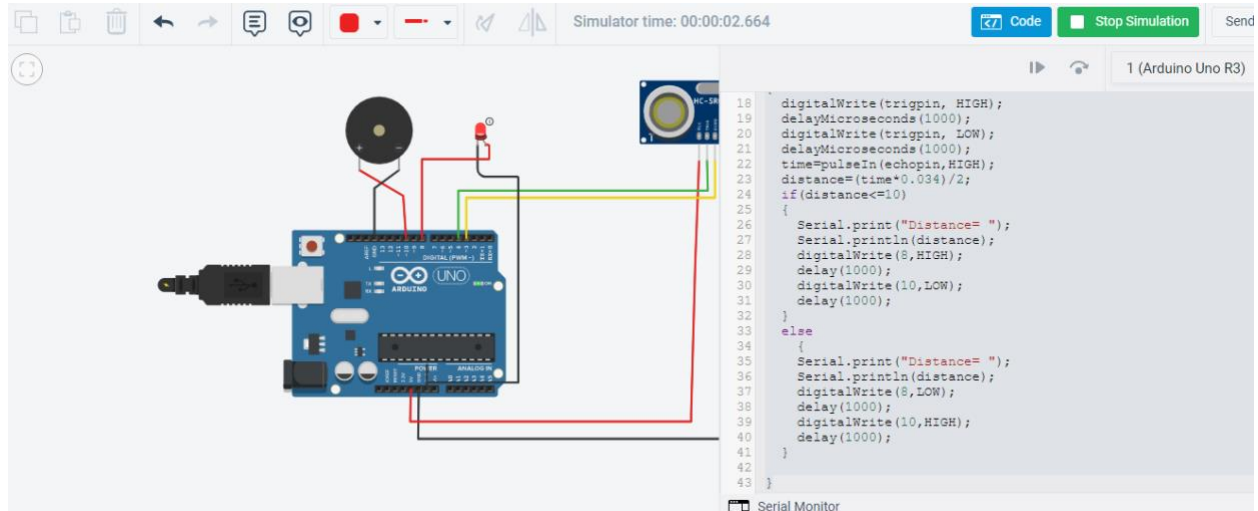 Simulator time: 00:00:02.664
Code
Stop Simulation
Send
1 (Arduino Uno R3)
HC-SR
1
DIGITAL (PWM~)
UNO
ARDUINO
POWER
ANALOG IN
18 digitalWrite(trigpin, HIGH);
19 delayMicroseconds(1000);
20 digitalWrite(trigpin, LOW);
21 delayMicroseconds(1000);
22 time=pulseIn(echopin,HIGH);
23 distance=(time*0.034)/2;
24 if(distance<=10)
25 {
26 Serial.print("Distance= ");
27 Serial.println(distance);
28 digitalWrite(8,HIGH);
29 delay(1000);
30 digitalWrite(10,LOW);
31 delay(1000);
32 }
33 else
34 {
35 Serial.print("Distance= ");
36 Serial.println(distance);
37 digitalWrite(8,LOW);
38 delay(1000);
39 digitalWrite(10,HIGH);
40 delay(1000);
41 }
42
43 }
Serial Monitor